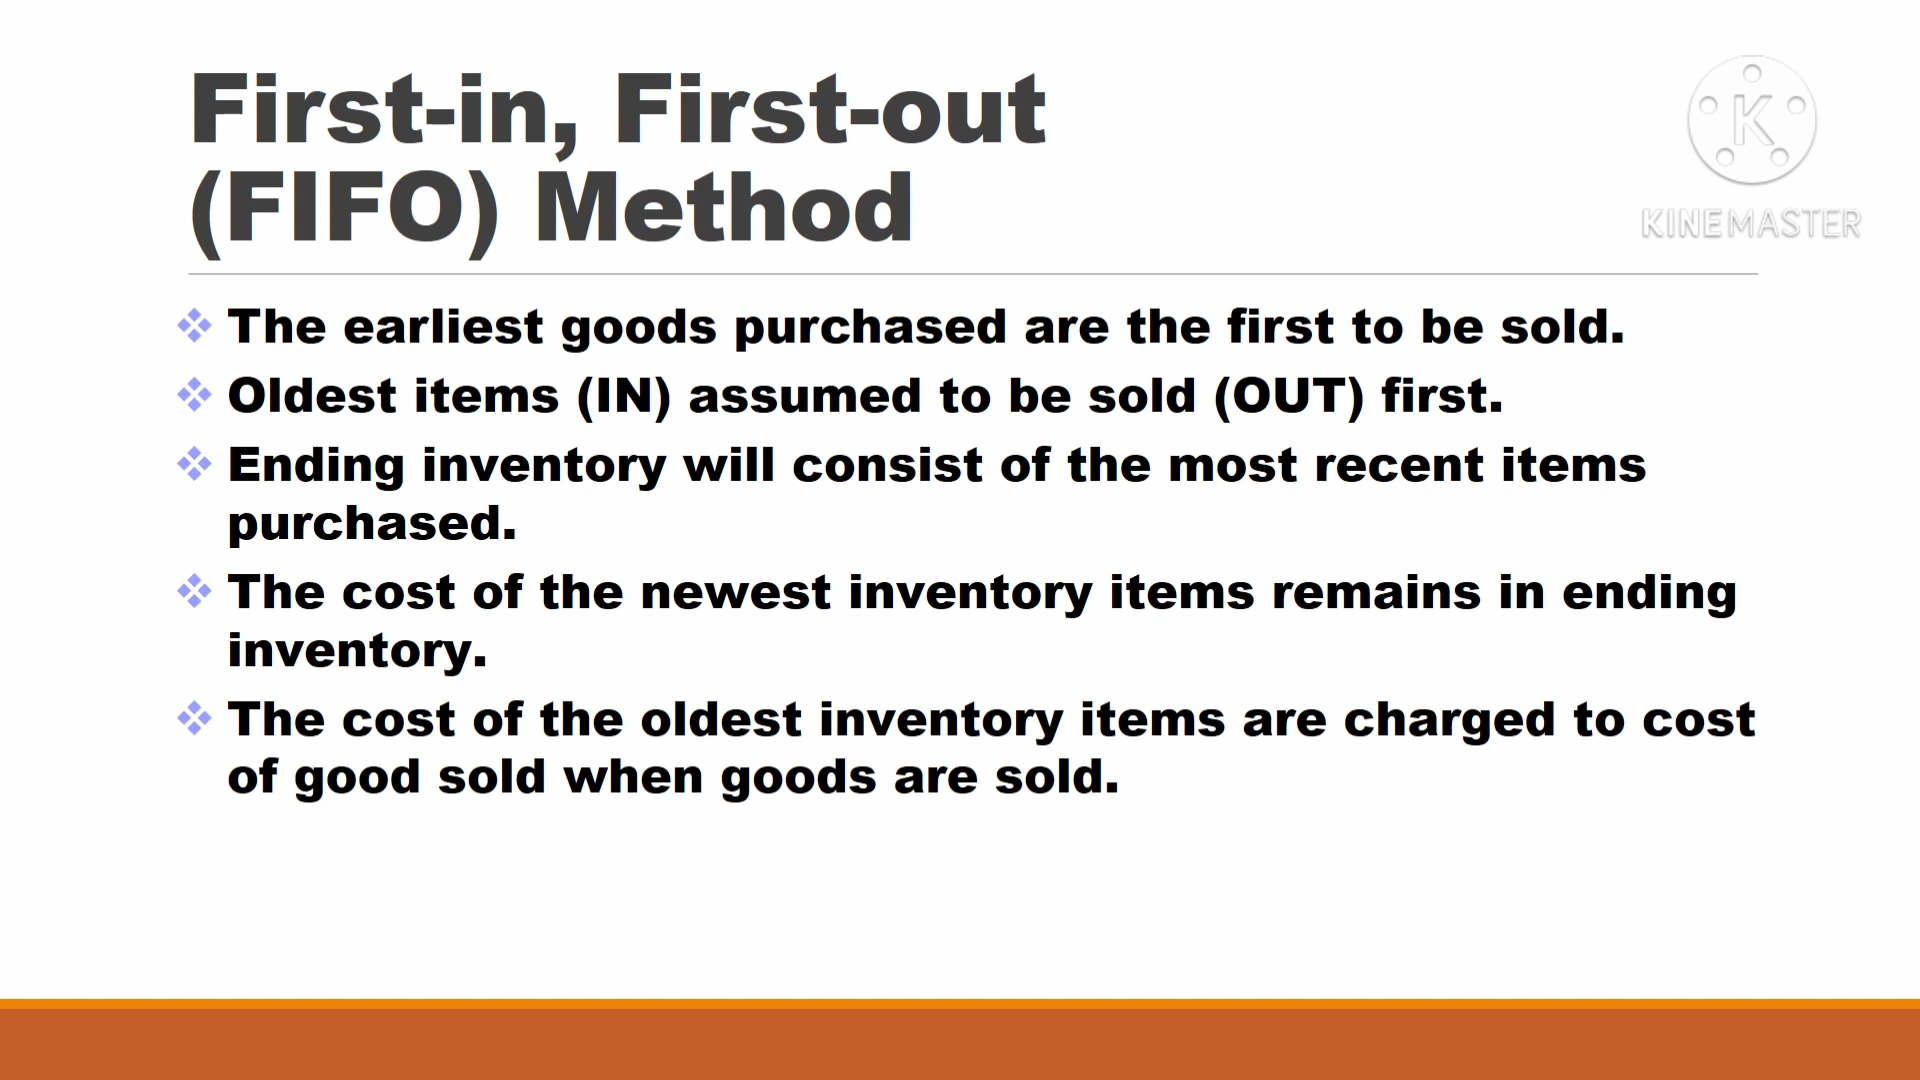 First-in, First-out
(FIFO) Method
K
KINEMASTER
The earliest goods purchased are the first to be sold.
Oldest items (IN) assumed to be sold (OUT) first.
Ending inventory will consist of the most recent items
purchased.
The cost of the newest inventory items remains in ending
inventory.
The cost of the oldest inventory items are charged to cost
of good sold when goods are sold.